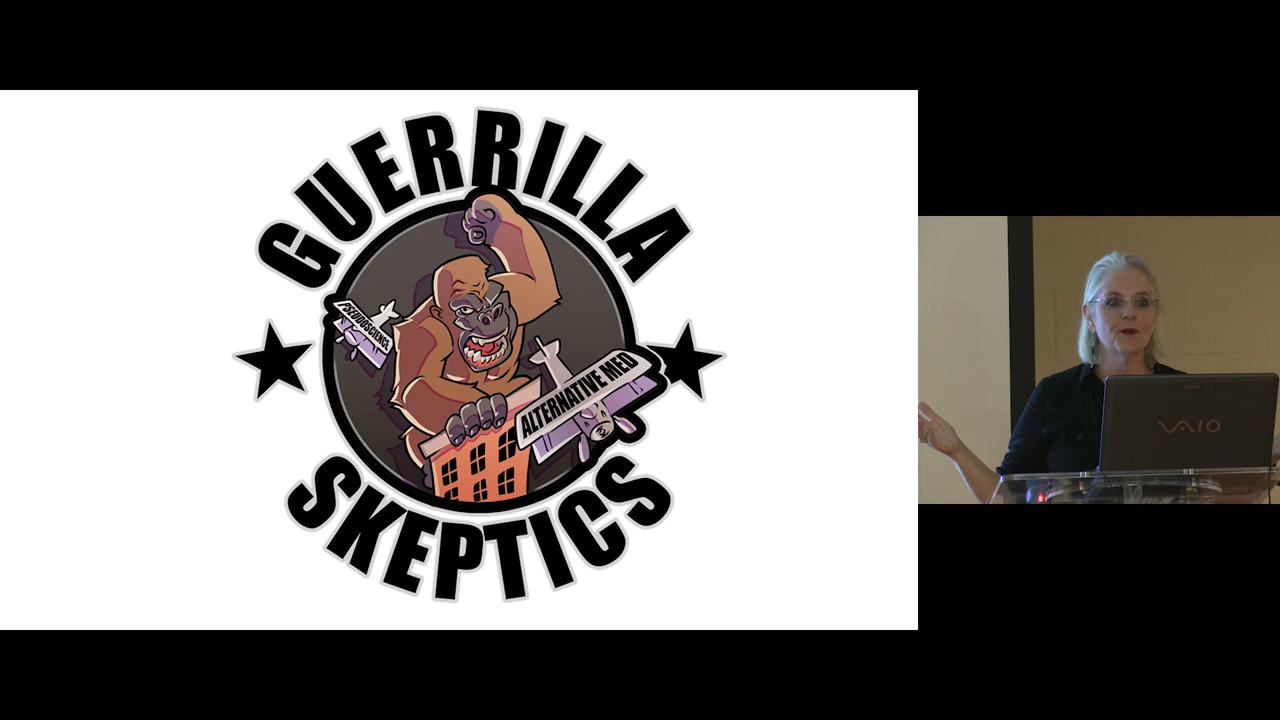 GUERRILLA
PSEUDOSCIENCE
ALTERNATIVE MED
SKEPTICS
VAIO